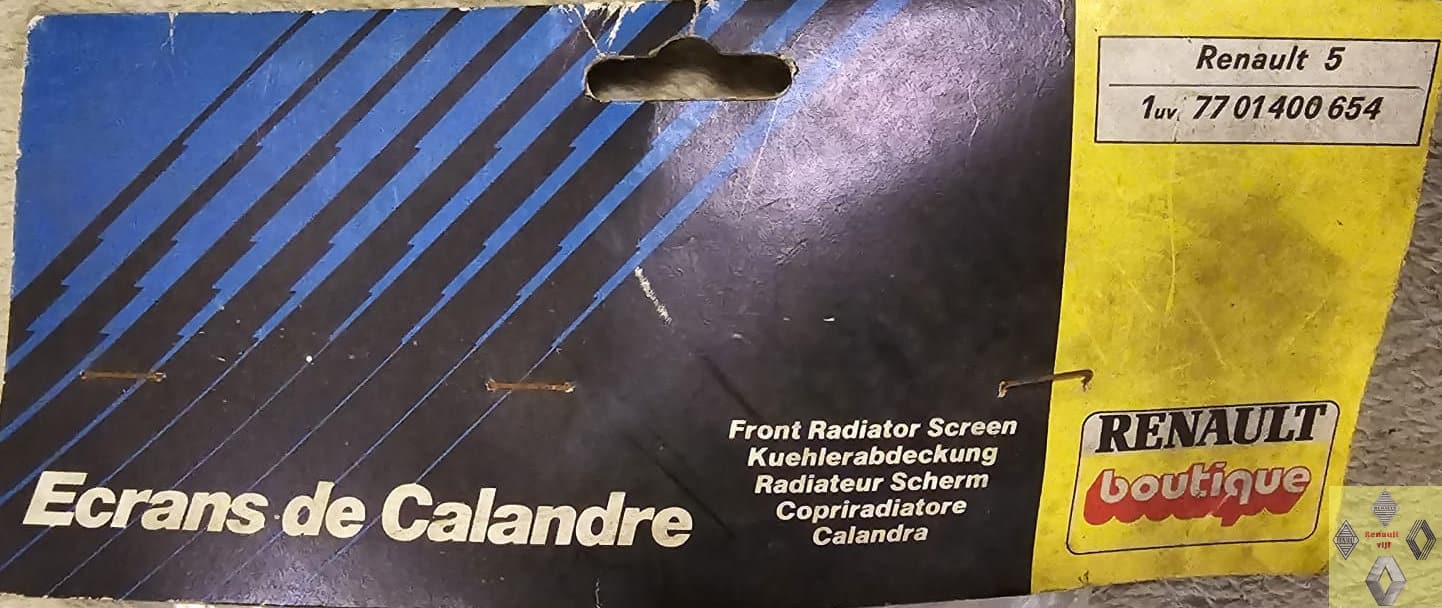 Renault 5
1uv. 77 01 400 654
Front Radiator Screen
Kuehlerabdeckung
Radiateur Scherm
Copriradiatore
Calandra
Ecrans de Calandre
RENAULT
boutique
Renault
vijf